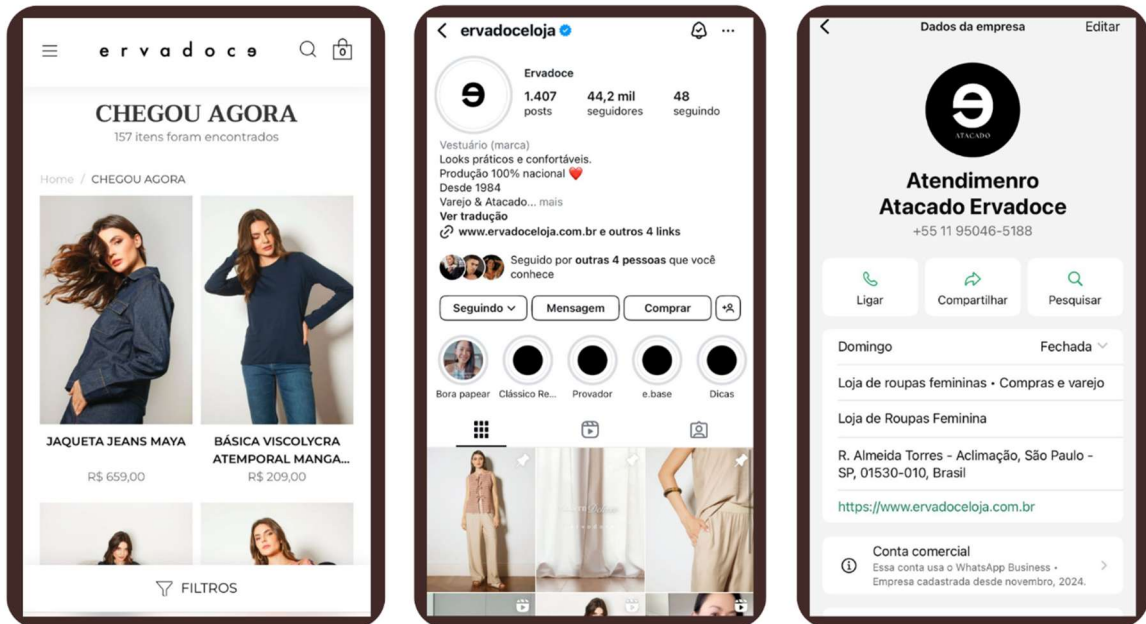 ervadocɘ
0
CHEGOU AGORA
157 itens foram encontrados
Home / CHEGOU AGORA
JAQUETA JEANS MAYA
R$ 659,00
BÁSICA VISCOLYCRA
ATEMPORAL MANGA...
R$ 209,00
FILTROS
ervadoceloja
Ervadoce
1.407
posts
44,2 mil
seguidores
48
seguindo
Vestuário (marca)
Looks práticos e confortáveis.
Produção 100% nacional ❤️
Desde 1984
Varejo & Atacado... mais
Ver tradução
www.ervadoceloja.com.br e outros 4 links
Seguido por outras 4 pessoas que você
conhece
Seguindo
Mensagem
Comprar
Bora papear
Clássico Re...
Provador
e.base
Dicas
Dados da empresa
Editar
ɘ
ATACADO
Atendimenro
Atacado Ervadoce
+55 11 95046-5188
Ligar
Compartilhar
Pesquisar
Domingo
Fechada
Loja de roupas femininas • Compras e varejo
Loja de Roupas Feminina
R. Almeida Torres - Aclimação, São Paulo -
SP, 01530-010, Brasil
https://www.ervadoceloja.com.br
Conta comercial
Essa conta usa o WhatsApp Business •
Empresa cadastrada desde novembro, 2024.